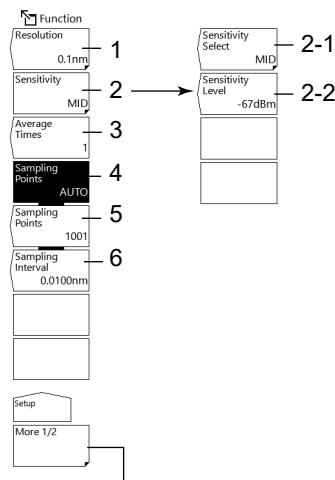 Function
Resolution
0.1nm
1
Sensitivity
MID
2
Average
Times
1
3
Sampling
Points
AUTO
4
Sampling
Points
1001
5
Sampling
Interval
0.0100nm
6
Setup
More 1/2
Sensitivity
Select
MID
2-1
Sensitivity
Level
-67dBm
2-2